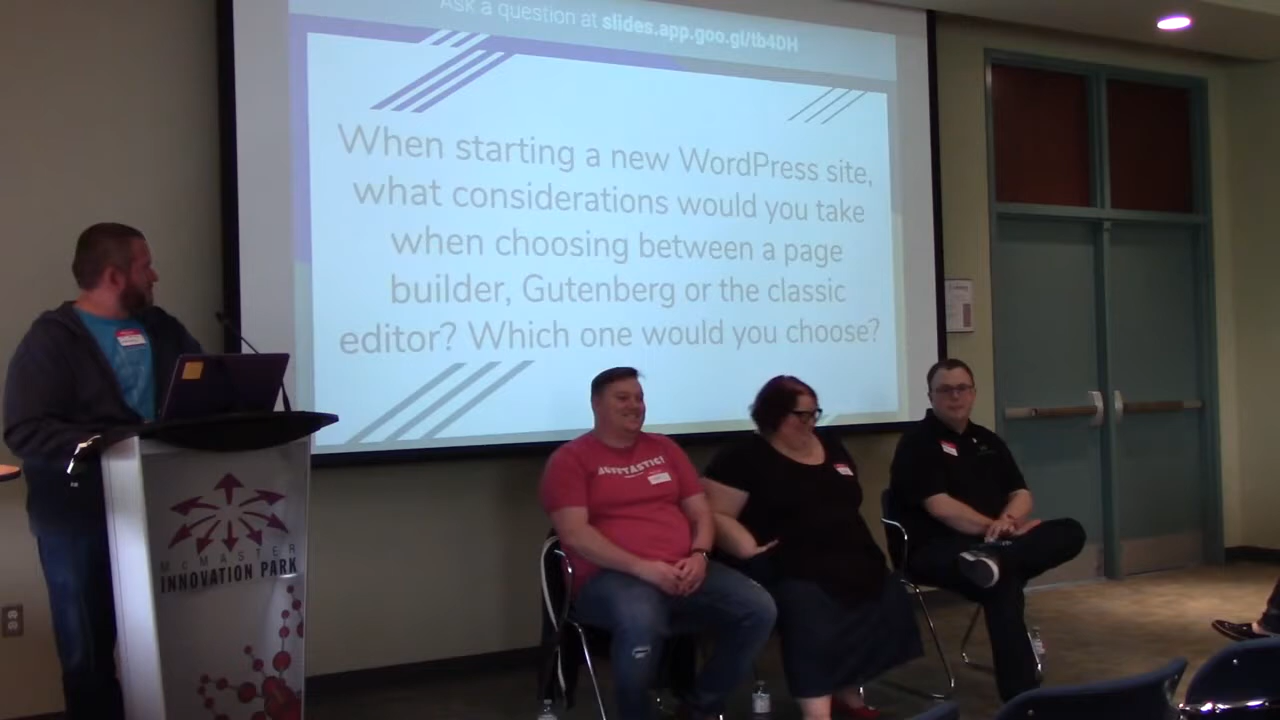 Ask a question at slides.app.goo.gl/tb4DH
When starting a new WordPress site,
what considerations would you take
when choosing between a page
builder, Gutenberg or the classic
editor? Which one would you choose?
McMASTER
INNOVATION PARK